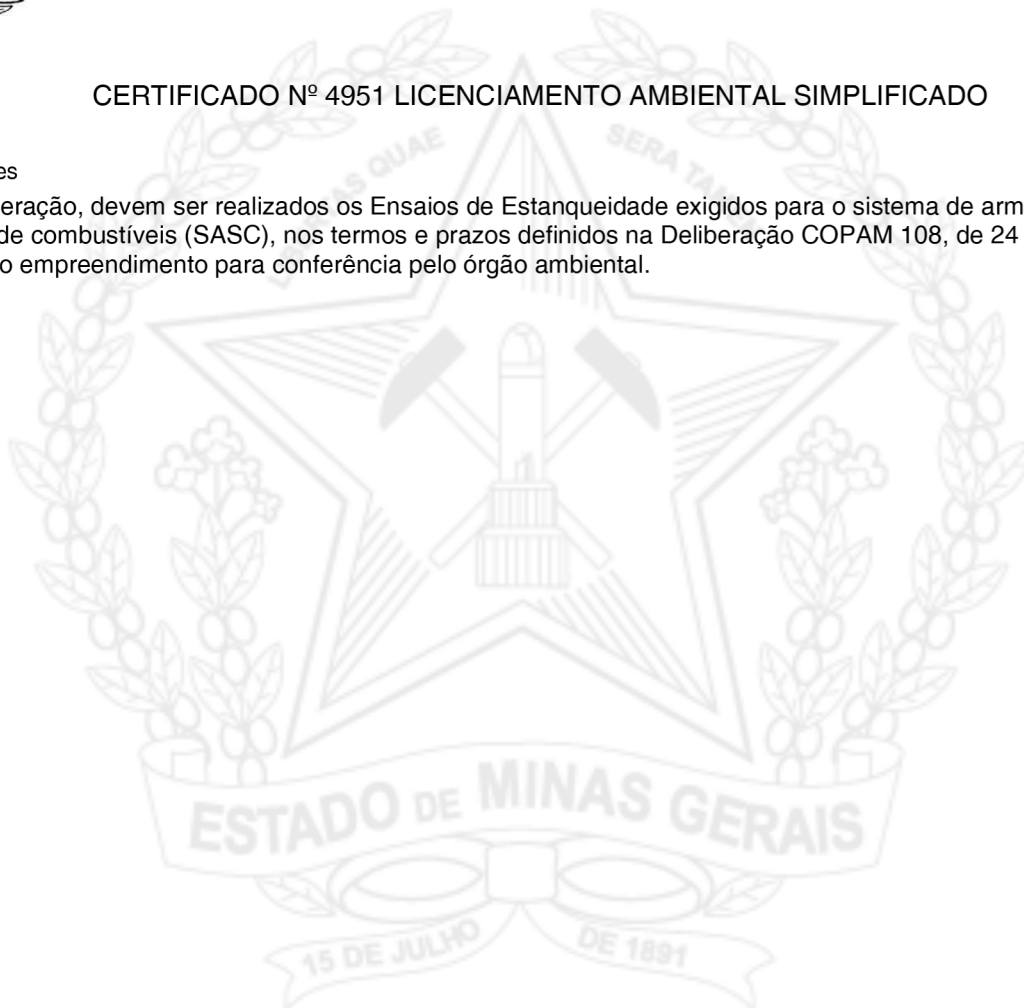 CERTIFICADO Nº 4951 LICENCIAMENTO AMBIENTAL SIMPLIFICADO
es
eração, devem ser realizados os Ensaios de Estanqueidade exigidos para o sistema de arm
de combustíveis (SASC), nos termos e prazos definidos na Deliberação COPAM 108, de 24
o empreendimento para conferência pelo órgão ambiental.
QUAE SERA
ESTADO DE MINAS GERAIS
15 DE JULHO DE 1891